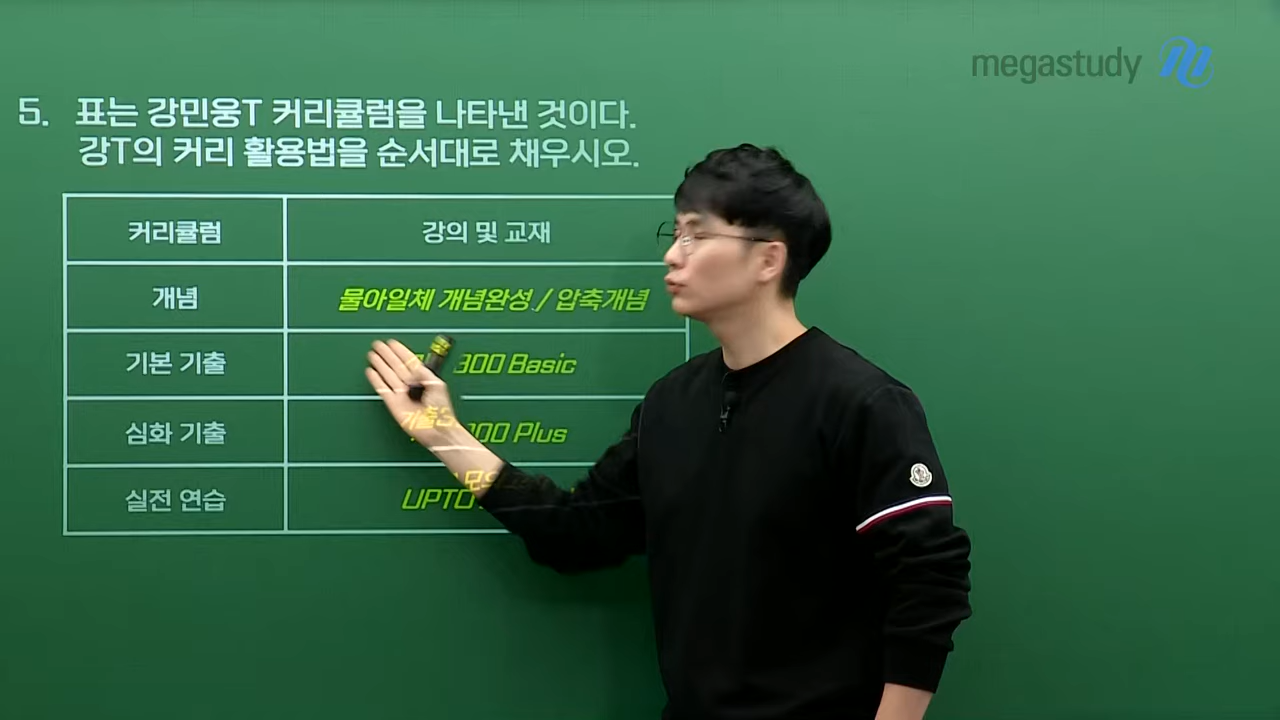 megastudy
5. 표는 강민웅T 커리큘럼을 나타낸 것이다.
강T의 커리 활용법을 순서대로 채우시오.
커리큘럼 강의 및 교재
개념 물아일체 개념완성 / 압축개념
기본 기출 300 Basic
심화 기출 Plus
실전 연습 UPTO